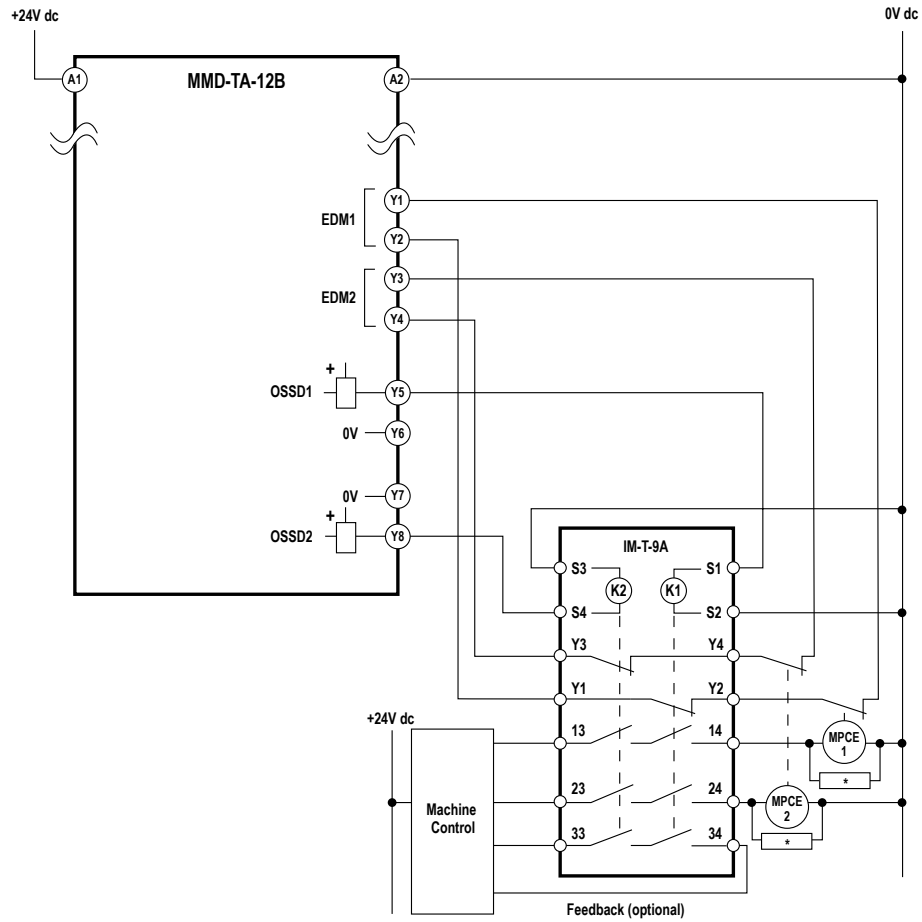 +24V dc
0V dc
A1
MMD-TA-12B
A2
Y1
EDM1
Y2
Y3
EDM2
Y4
+
OSSD1
Y5
0V
Y6
0V
Y7
+
OSSD2
Y8
IM-T-9A
S3
S1
K2
K1
S4
S2
Y3
Y4
Y1
Y2
+24V dc
13
14
MPCE
1
*
23
24
MPCE
2
Machine
Control
33
34
*
Feedback (optional)